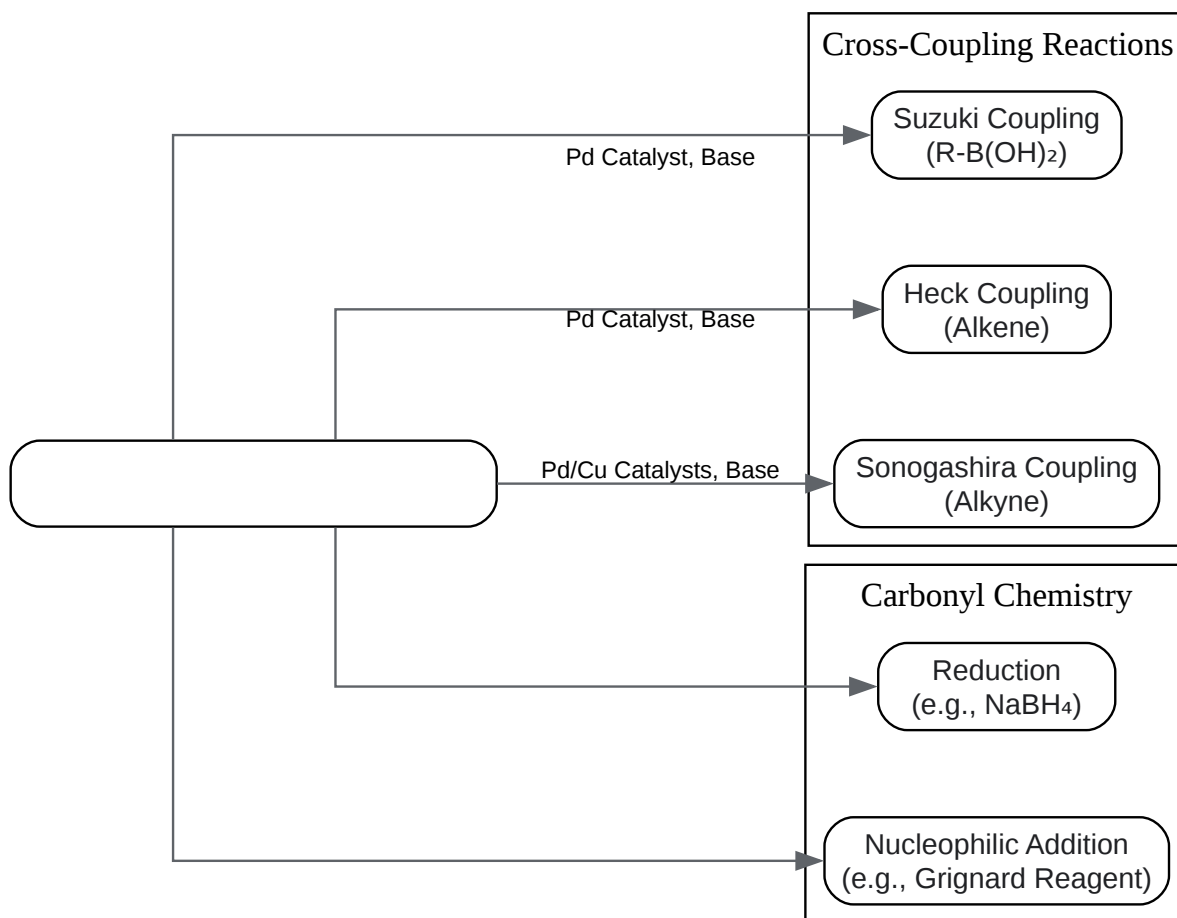 Cross-Coupling Reactions
Suzuki Coupling
(R-B(OH)₂)
Pd Catalyst, Base
Heck Coupling
(Alkene)
Pd Catalyst, Base
Pd/Cu Catalysts, Base
Sonogashira Coupling
(Alkyne)
Carbonyl Chemistry
Reduction
(e.g., NaBH₄)
Nucleophilic Addition
(e.g., Grignard Reagent)